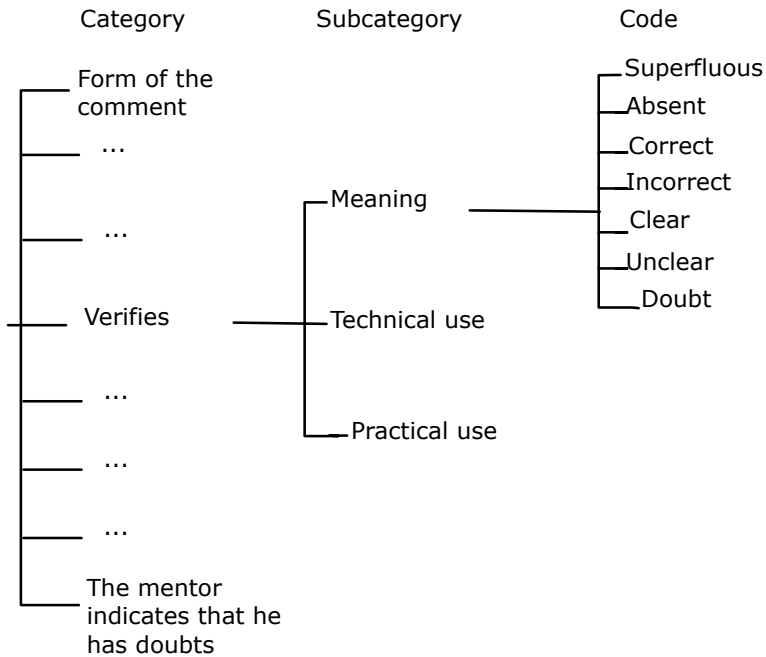 Category Subcategory Code
Form of the
comment
...
...
Verifies
...
...
...
The mentor
indicates that he
has doubts
Meaning
Technical use
Practical use
Superfluous
Absent
Correct
Incorrect
Clear
Unclear
Doubt